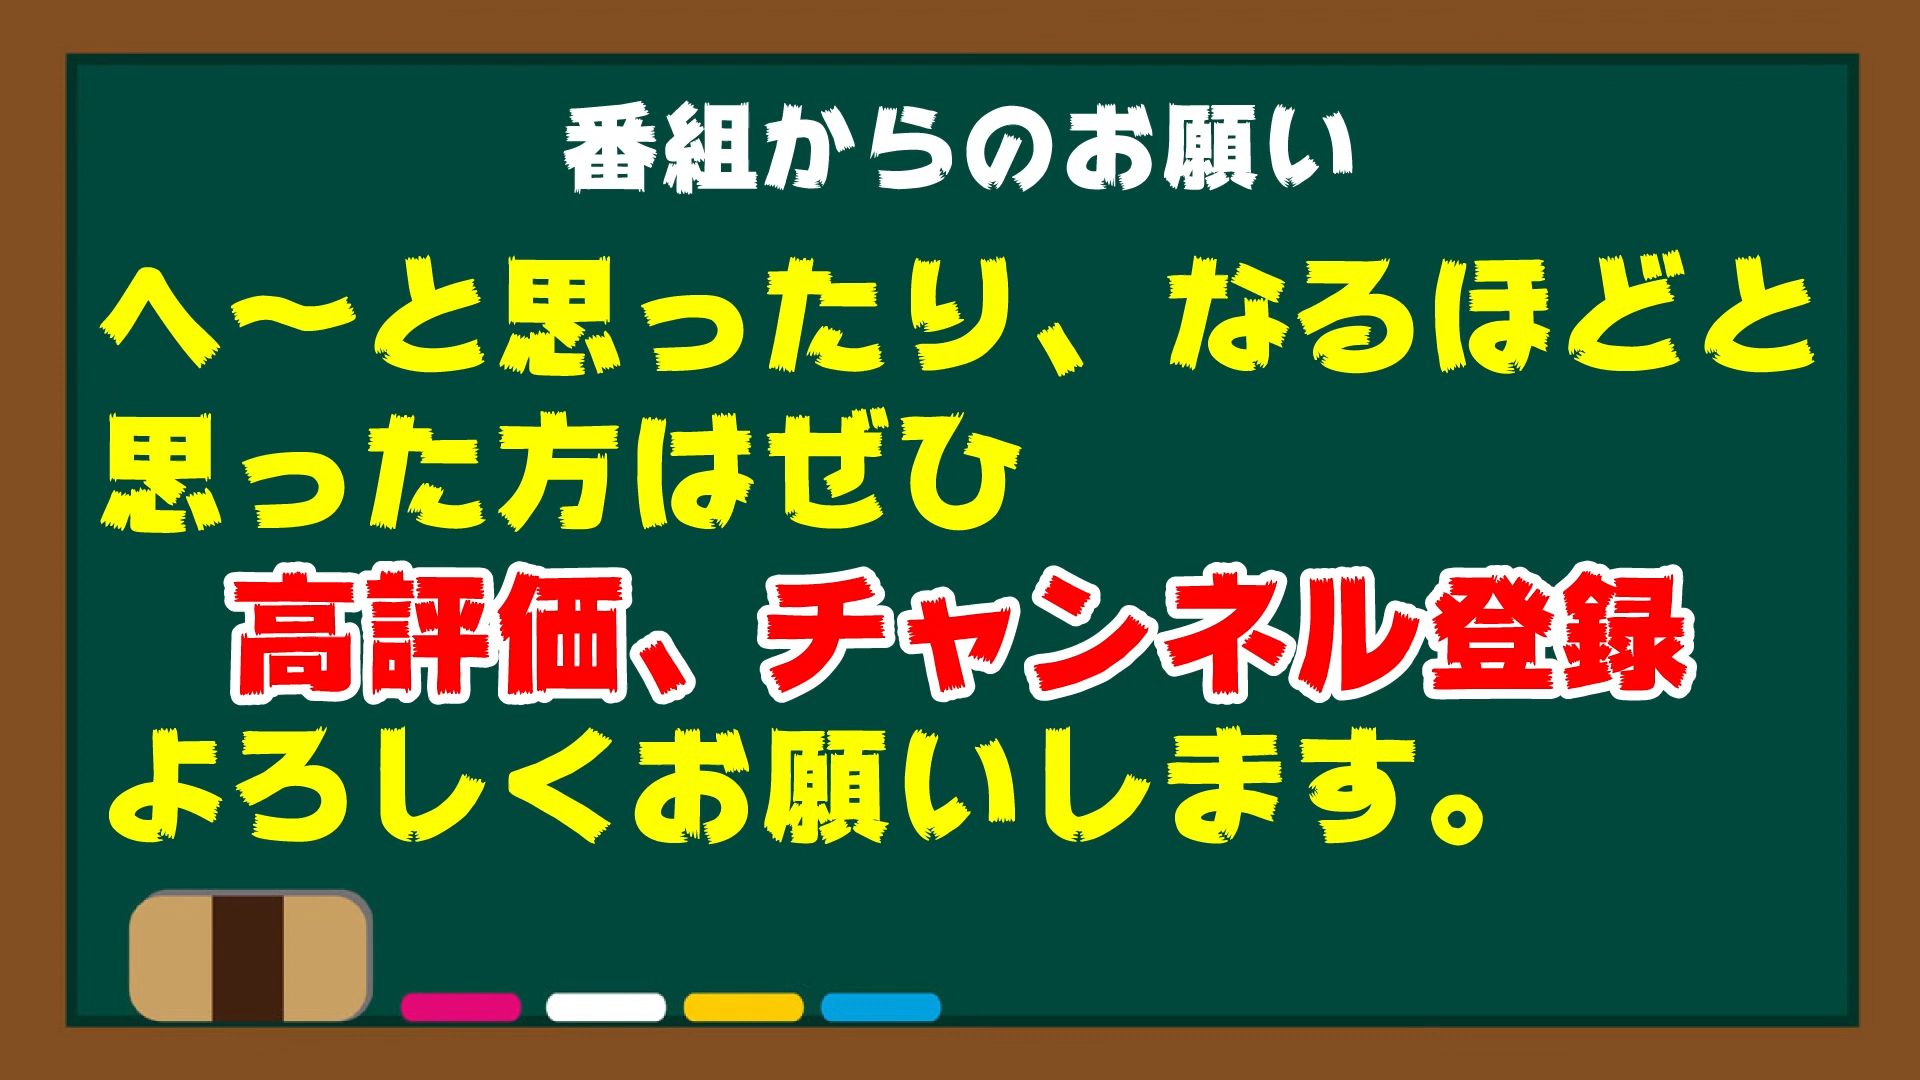 番組からのお願い
へ～と思ったり、なるほどと
思った方はぜひ
高評価、チャンネル登録
よろしくお願いします。